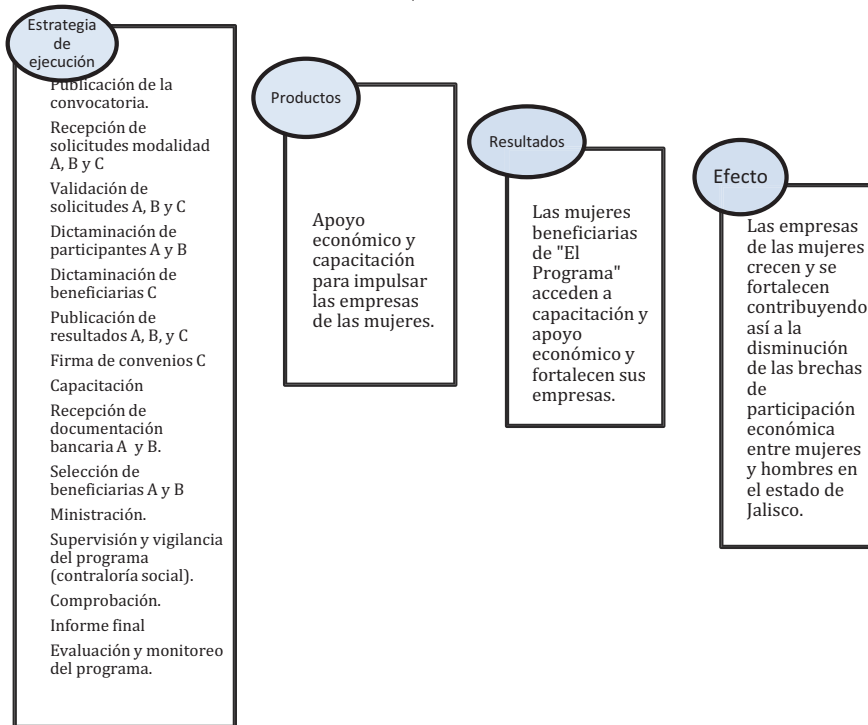 Estrategia
de
ejecución
Publicación de la
convocatoria.
Recepción de
solicitudes modalidad
A, B y C
Validación de
solicitudes A, B y C
Dictaminación de
participantes A y B
Dictaminación de
beneficiarias C
Publicación de
resultados A, B, y C
Firma de convenios C
Capacitación
Recepción de
documentación
bancaria A y B.
Selección de
beneficiarias A y B
Ministración.
Supervisión y vigilancia
del programa
(contraloría social).
Comprobación.
Informe final
Evaluación y monitoreo
del programa.
Productos
Apoyo
económico y
capacitación
para impulsar
las empresas
de las mujeres.
Resultados
Las mujeres
beneficiarias
de "El
Programa"
acceden a
capacitación y
apoyo
económico y
fortalecen sus
empresas.
Efecto
Las empresas
de las mujeres
crecen y se
fortalecen
contribuyendo
así a la
disminución
de las brechas
de
participación
económica
entre mujeres
y hombres en
el estado de
Jalisco.